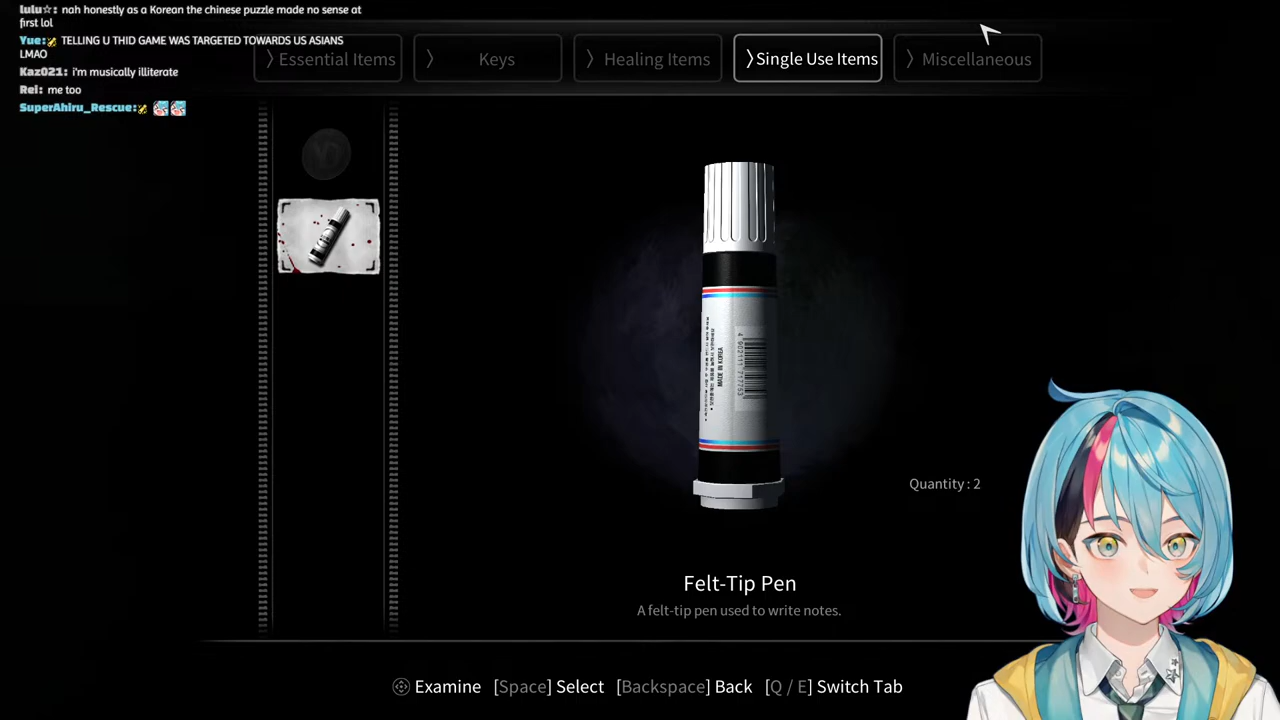 lulu☆: nah honestly as a Korean the chinese puzzle made no sense at
first lol
Yue: TELLING U THID GAME WAS TARGETED TOWARDS US ASIANS
LMAO
Kaz021: i'm musically illiterate
Rei: me too
SuperAhiru_Rescue:
Essential Items
Keys
Healing Items
Single Use Items
Miscellaneous
MADE IN KOREA
Quantity : 2
Felt-Tip Pen
A felt-tip pen used to write notes.
Examine [Space] Select [Backspace] Back [Q / E] Switch Tab